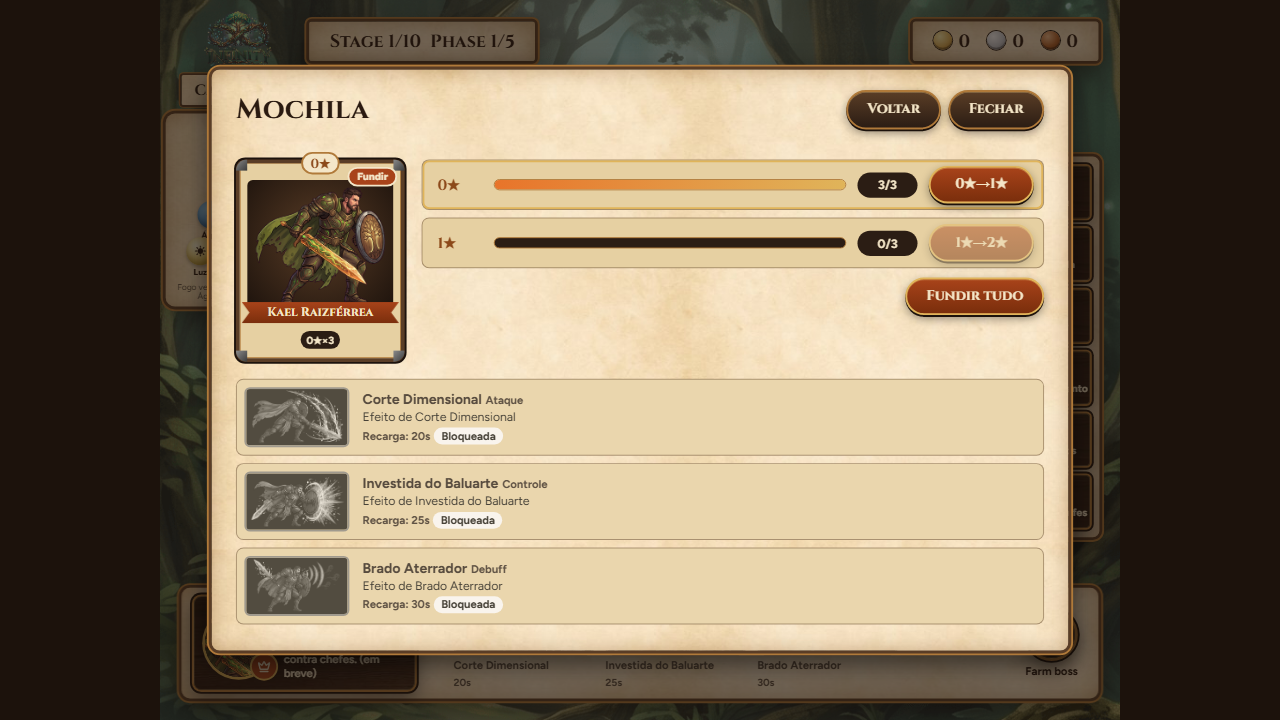 Stage 1/10 Phase 1/5
0 0 0
Mochila
Voltar
Fechar
0★
Fundir
Kael Raizférrea
0★×3
0★
3/3
0★→1★
1★
0/3
1★→2★
Fundir tudo
Corte Dimensional Ataque
Efeito de Corte Dimensional
Recarga: 20s Bloqueada
Investida do Baluarte Controle
Efeito de Investida do Baluarte
Recarga: 25s Bloqueada
Brado Aterrador Debuff
Efeito de Brado Aterrador
Recarga: 30s Bloqueada
contra chefes. (em
breve)
Corte Dimensional
20s
Investida do Baluarte
25s
Brado Aterrador
30s
Farm boss